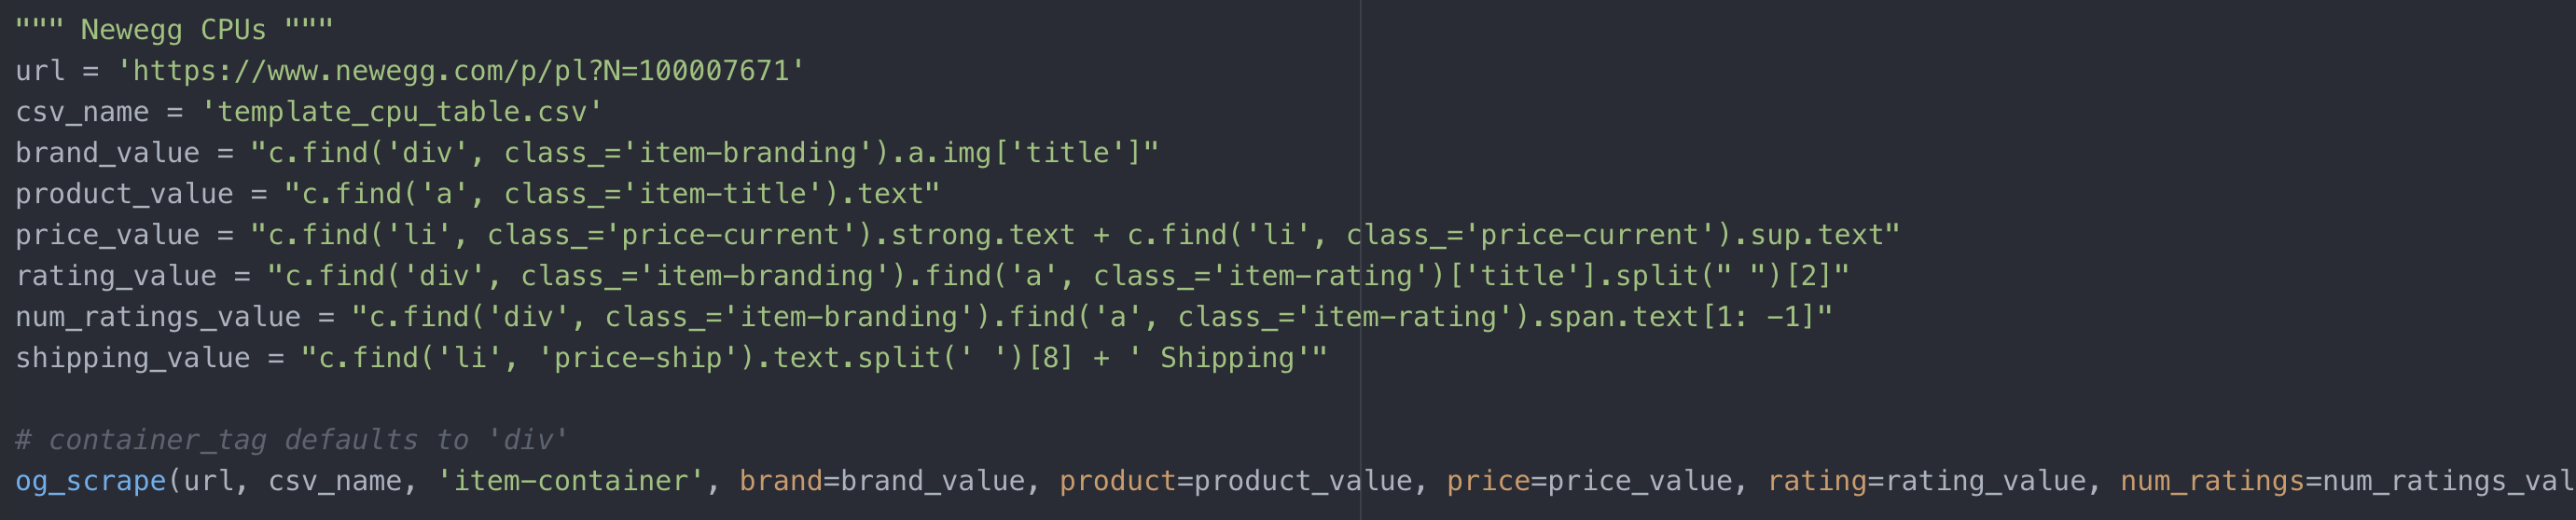 """ Newegg CPUs """
url = 'https://www.newegg.com/p/pl?N=100007671'
csv_name = 'template_cpu_table.csv'
brand_value = "c.find('div', class_='item-branding').a.img['title']"
product_value = "c.find('a', class_='item-title').text"
price_value = "c.find('li', class_='price-current').strong.text + c.find('li', class_='price-current').sup.text"
rating_value = "c.find('div', class_='item-branding').find('a', class_='item-rating')['title'].split(" ")[2]"
num_ratings_value = "c.find('div', class_='item-branding').find('a', class_='item-rating').span.text[1: -1]"
shipping_value = "c.find('li', 'price-ship').text.split(' ')[8] + ' Shipping'"
# container_tag defaults to 'div'
og_scrape(url, csv_name, 'item-container', brand=brand_value, product=product_value, price=price_value, rating=rating_value, num_ratings=num_ratings_val